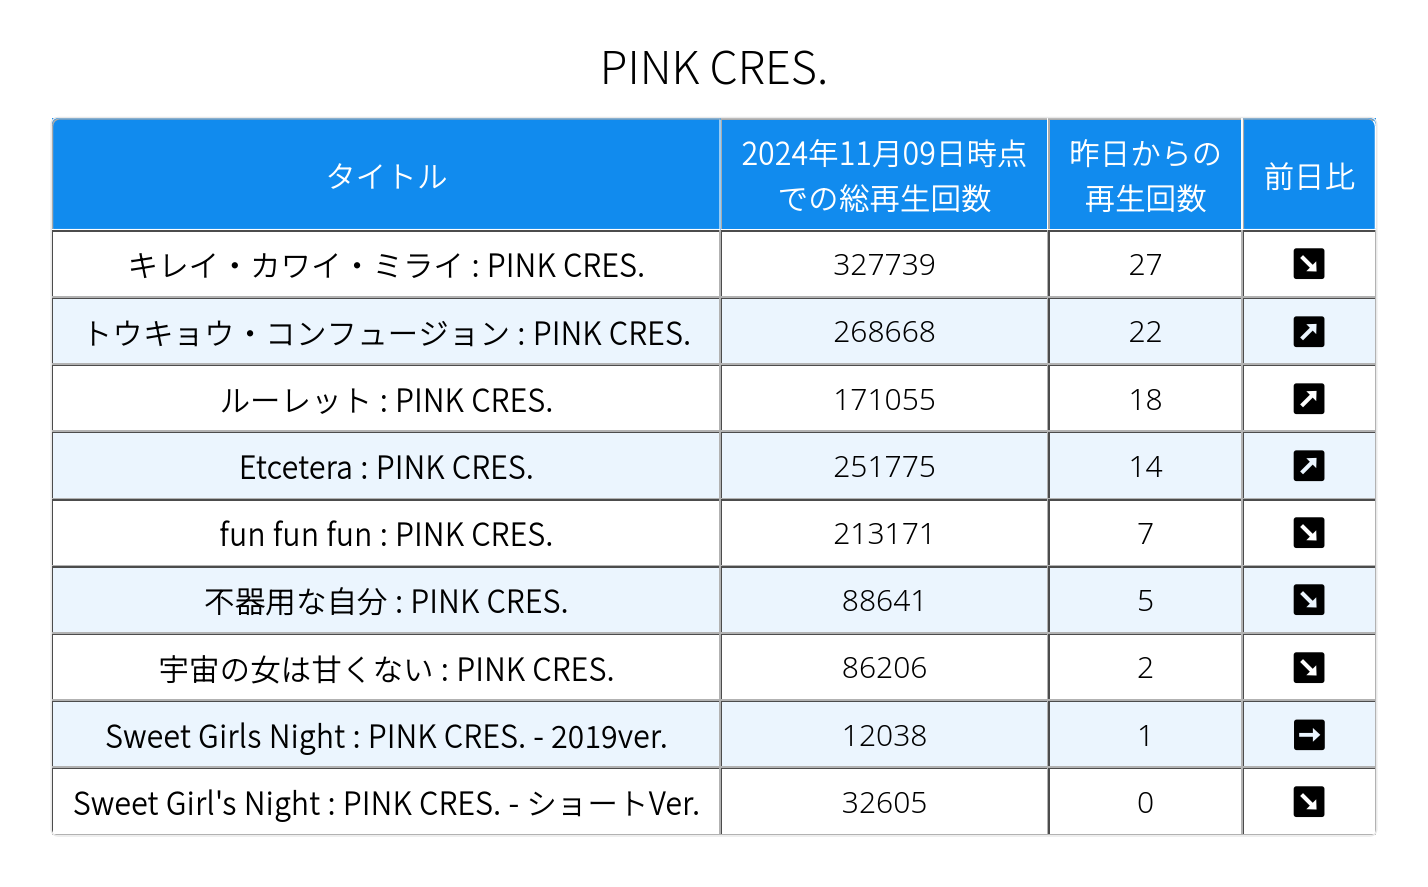 PINK CRES.
タイトル 2024年11月09日時点 昨日からの 前日比
での総再生回数 再生回数
キレイ・カワイ・ミライ : PINK CRES. 327739 27 ↘
トウキョウ・コンフュージョン : PINK CRES. 268668 22 ↗
ルーレット : PINK CRES. 171055 18 ↗
Etcetera : PINK CRES. 251775 14 ↗
fun fun fun : PINK CRES. 213171 7 ↘
不器用な自分 : PINK CRES. 88641 5 ↘
宇宙の女は甘くない : PINK CRES. 86206 2 ↘
Sweet Girls Night : PINK CRES. - 2019ver. 12038 1 →
Sweet Girl's Night : PINK CRES. - ショートVer. 32605 0 ↘